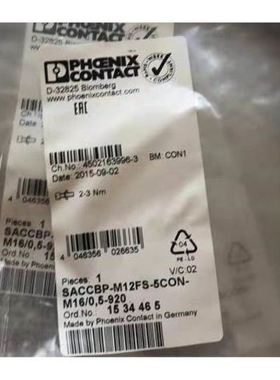 PHŒNIX
CONTACT
D-32825 Blomberg
www.phoenixcontact.com
EAC
Ch.No.: 4502163996-3 BM: CON1
Date: 2015-09-02
2-3 Nm
4 046356 026635
04
PE-LD
Pieces: 1 V/C:02
SACCBP-M12FS-5CON-
M16/0,5-920
Ord.No.: 15 34 46 5
Made by Phoenix Contact in Germany